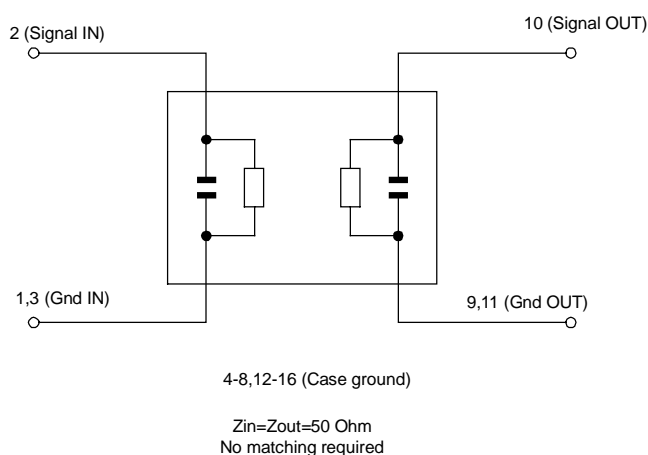 2 (Signal IN)
10 (Signal OUT)
1,3 (Gnd IN)
9,11 (Gnd OUT)
4-8,12-16 (Case ground)
Zin=Zout=50 Ohm
No matching required